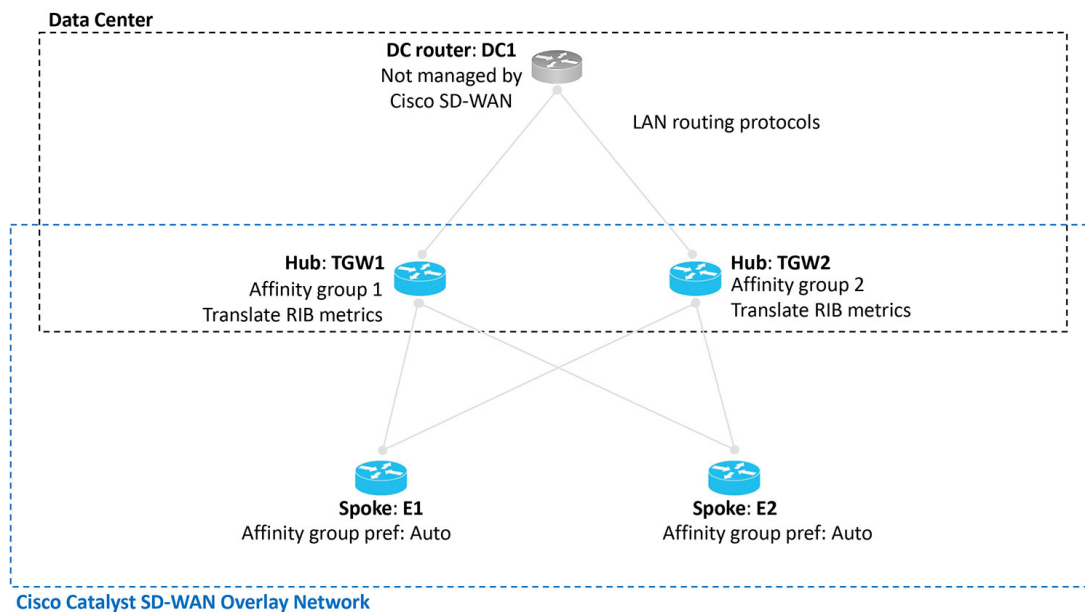 Data Center
DC router: DC1
Not managed by
Cisco SD-WAN
LAN routing protocols
Hub: TGW1
Affinity group 1
Translate RIB metrics
Hub: TGW2
Affinity group 2
Translate RIB metrics
Spoke: E1
Affinity group pref: Auto
Spoke: E2
Affinity group pref: Auto
Cisco Catalyst SD-WAN Overlay Network